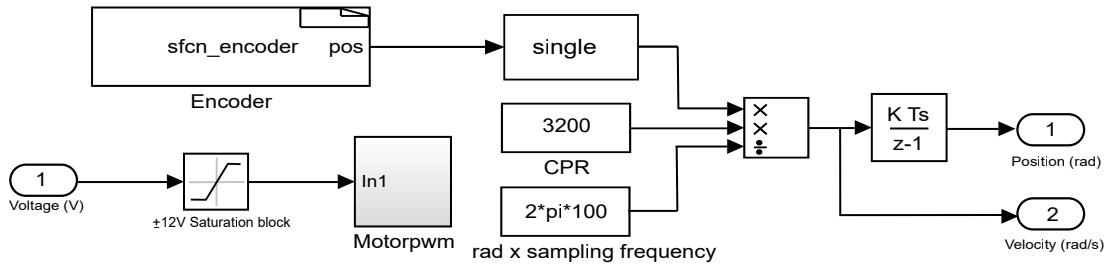 sfcn_encoder
pos
Encoder
single
3200
CPR
2*pi*100
rad x sampling frequency
×
×
÷
K Ts
z-1
1
Position (rad)
2
Velocity (rad/s)
1
Voltage (V)
±12V Saturation block
In1
Motorpwm